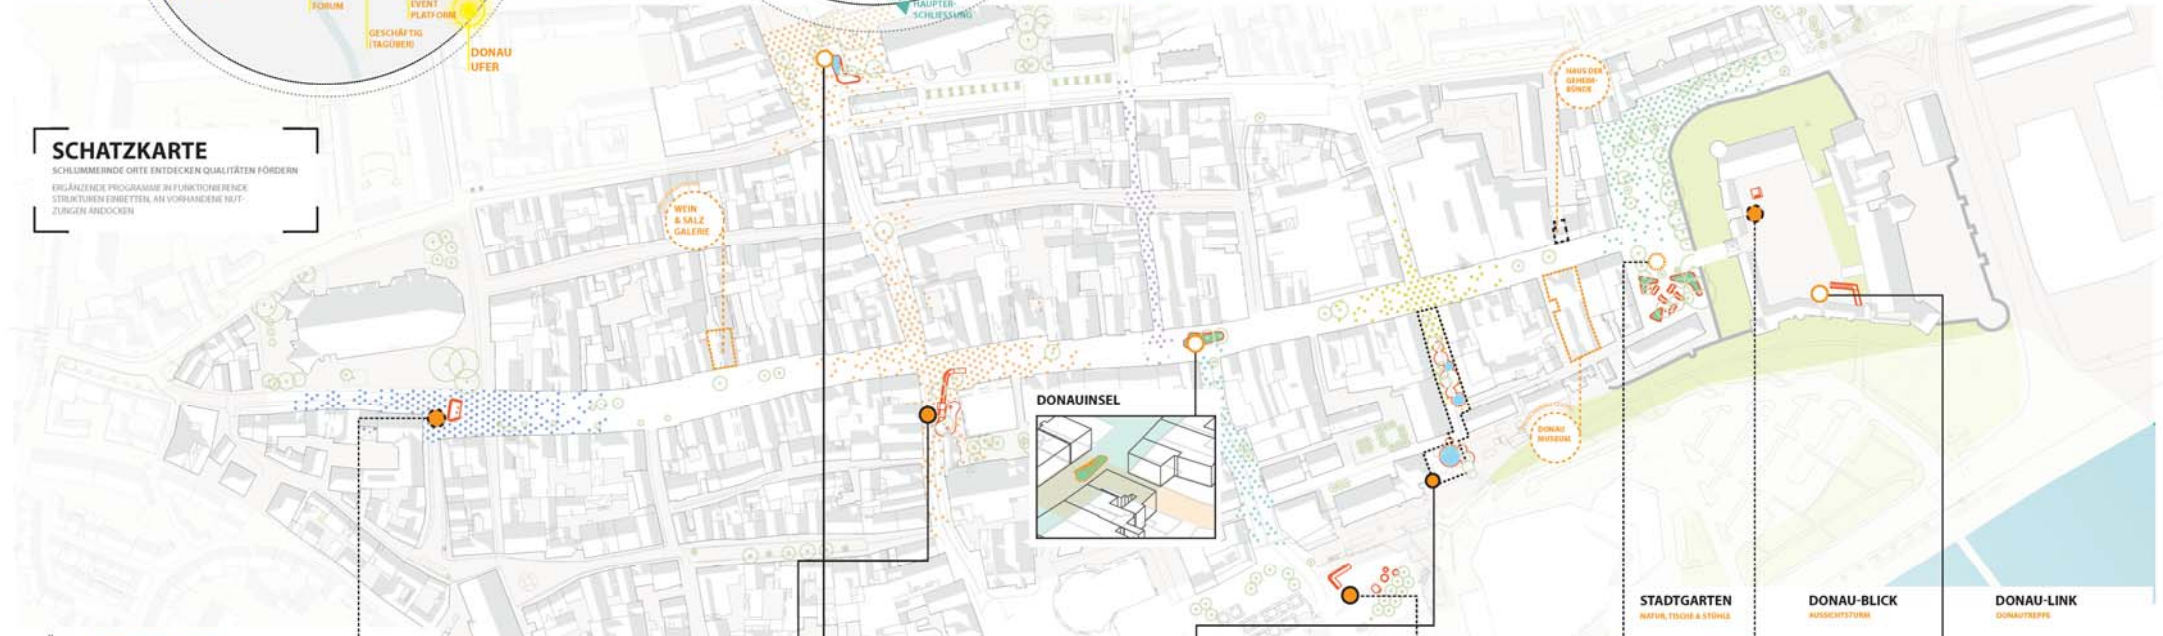 FORUM
EVENT
PLATFORM
GESCHÄFTIG
(TAGÜBER)
DONAU
UFER
HAUPTER-
SCHLIESSUNG
SCHATZKARTE
SCHLUMMERNDE ORTE ENTDECKEN QUALITÄTEN FÖRDERN
ERGÄNZENDE PROGRAMME IN FUNKTIONIERENDE
STRUKTUREN EINBETTEN, AN VORHANDENE NUT-
ZUNGEN ANDOCKEN
WEIN
& SALZ
GALERIE
HAUS DER
GEHEIM-
BÜNDE
DONAUINSEL
DONAU
MUSEUM
STADTGARTEN
NATUR, TISCHE & STÜHLE
DONAU-BLICK
AUSSICHTSTURM
DONAU-LINK
DONAUTREPPE